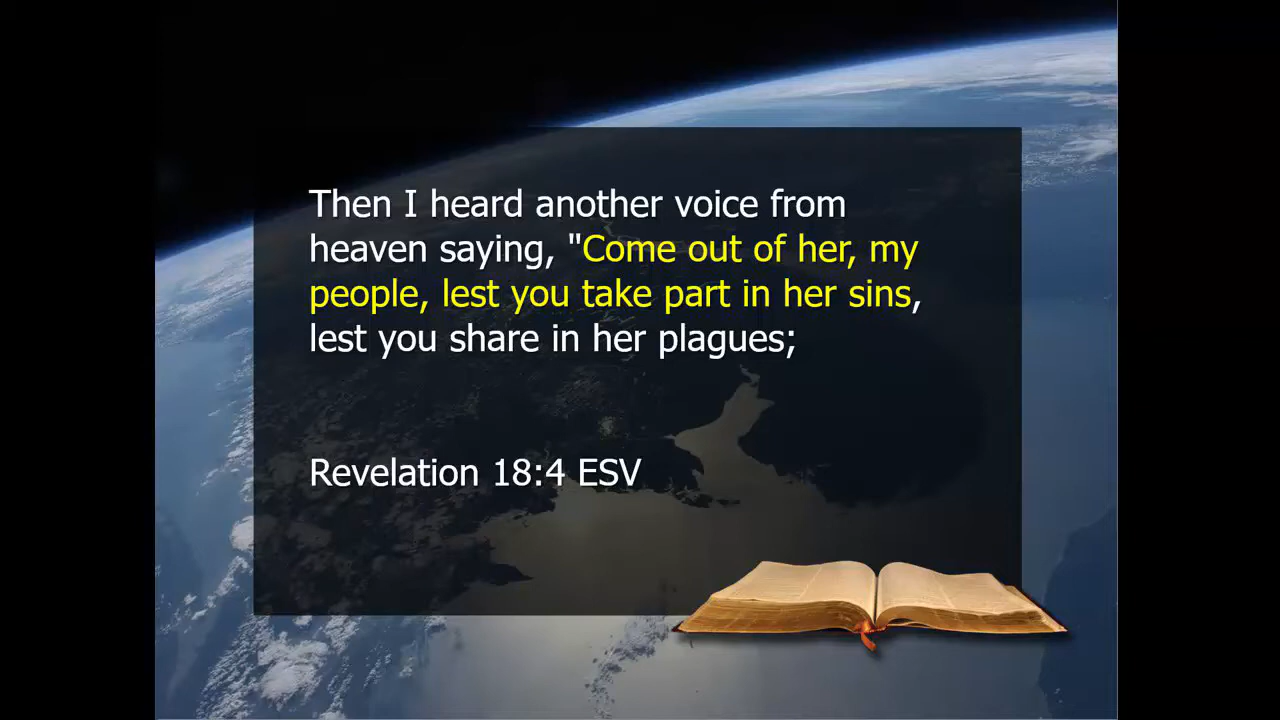 Then I heard another voice from
heaven saying, "Come out of her, my
people, lest you take part in her sins,
lest you share in her plagues;
Revelation 18:4 ESV